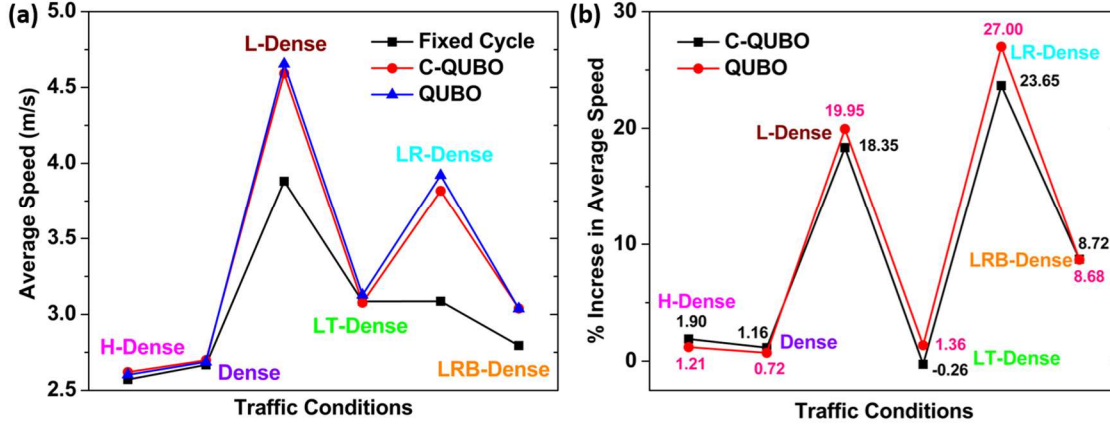 (a)
5.0
4.5
4.0
3.5
3.0
2.5
Average Speed (m/s)
L-Dense
Fixed Cycle
C-QUBO
QUBO
LR-Dense
H-Dense
Dense
LT-Dense
LRB-Dense
Traffic Conditions
(b)
30
20
10
0
% Increase in Average Speed
C-QUBO
QUBO
27.00
LR-Dense
23.65
19.95
L-Dense
18.35
8.72
LRB-Dense
8.68
H-Dense
1.90
1.16
Dense
1.21
0.72
1.36
-0.26
LT-Dense
Traffic Conditions